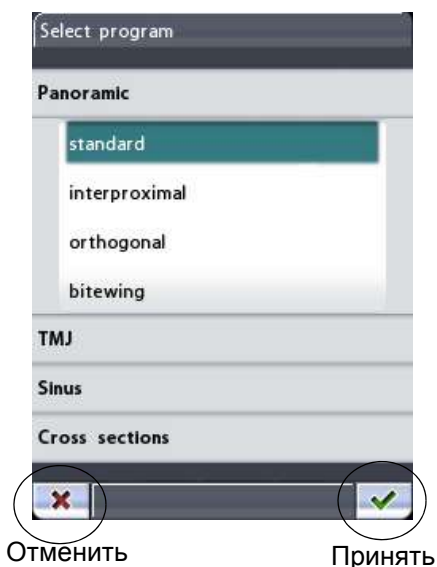 Select program
Panoramic
standard
interproximal
orthogonal
bitewing
TMJ
Sinus
Cross sections
Отменить Принять